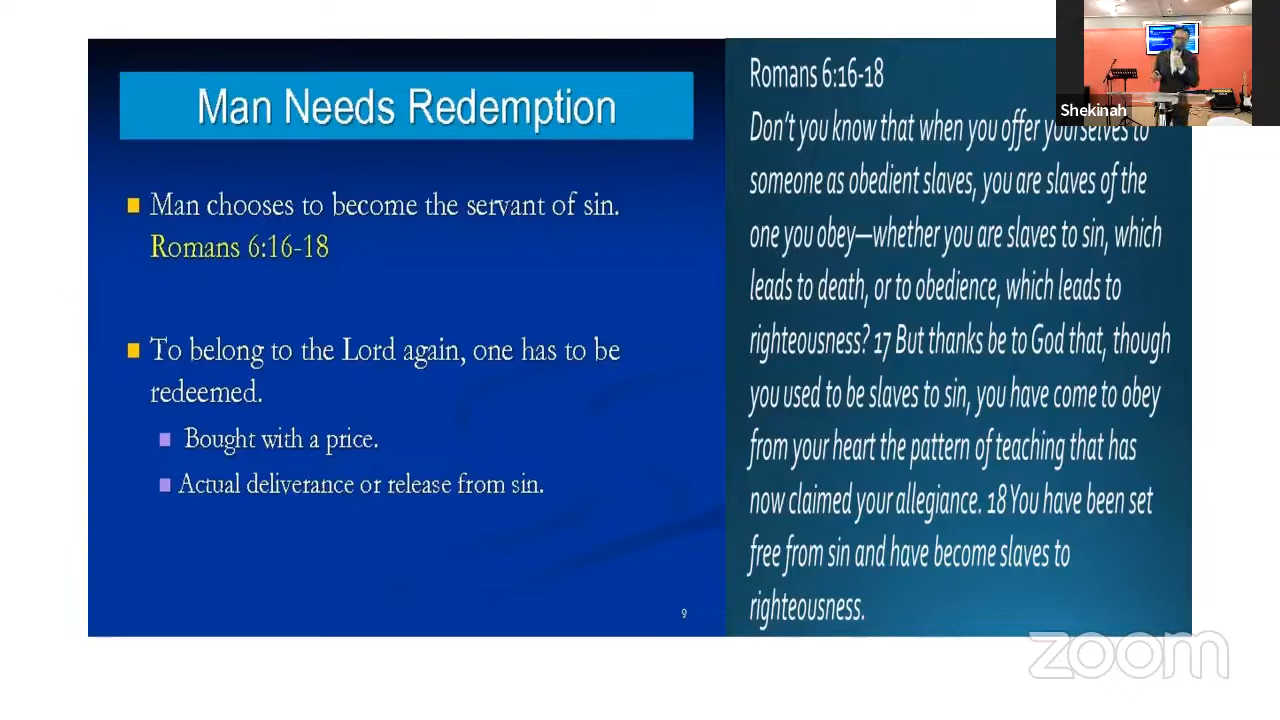 Man Needs Redemption
Man chooses to become the servant of sin.
Romans 6:16-18
To belong to the Lord again, one has to be
redeemed.
Bought with a price.
Actual deliverance or release from sin.
9
Romans 6:16-18
Don't you know that when you offer yourselves to
someone as obedient slaves, you are slaves of the
one you obey—whether you are slaves to sin, which
leads to death, or to obedience, which leads to
righteousness? 17 But thanks be to God that, though
you used to be slaves to sin, you have come to obey
from your heart the pattern of teaching that has
now claimed your allegiance. 18 You have been set
free from sin and have become slaves to
righteousness.
Shekinah
zoom